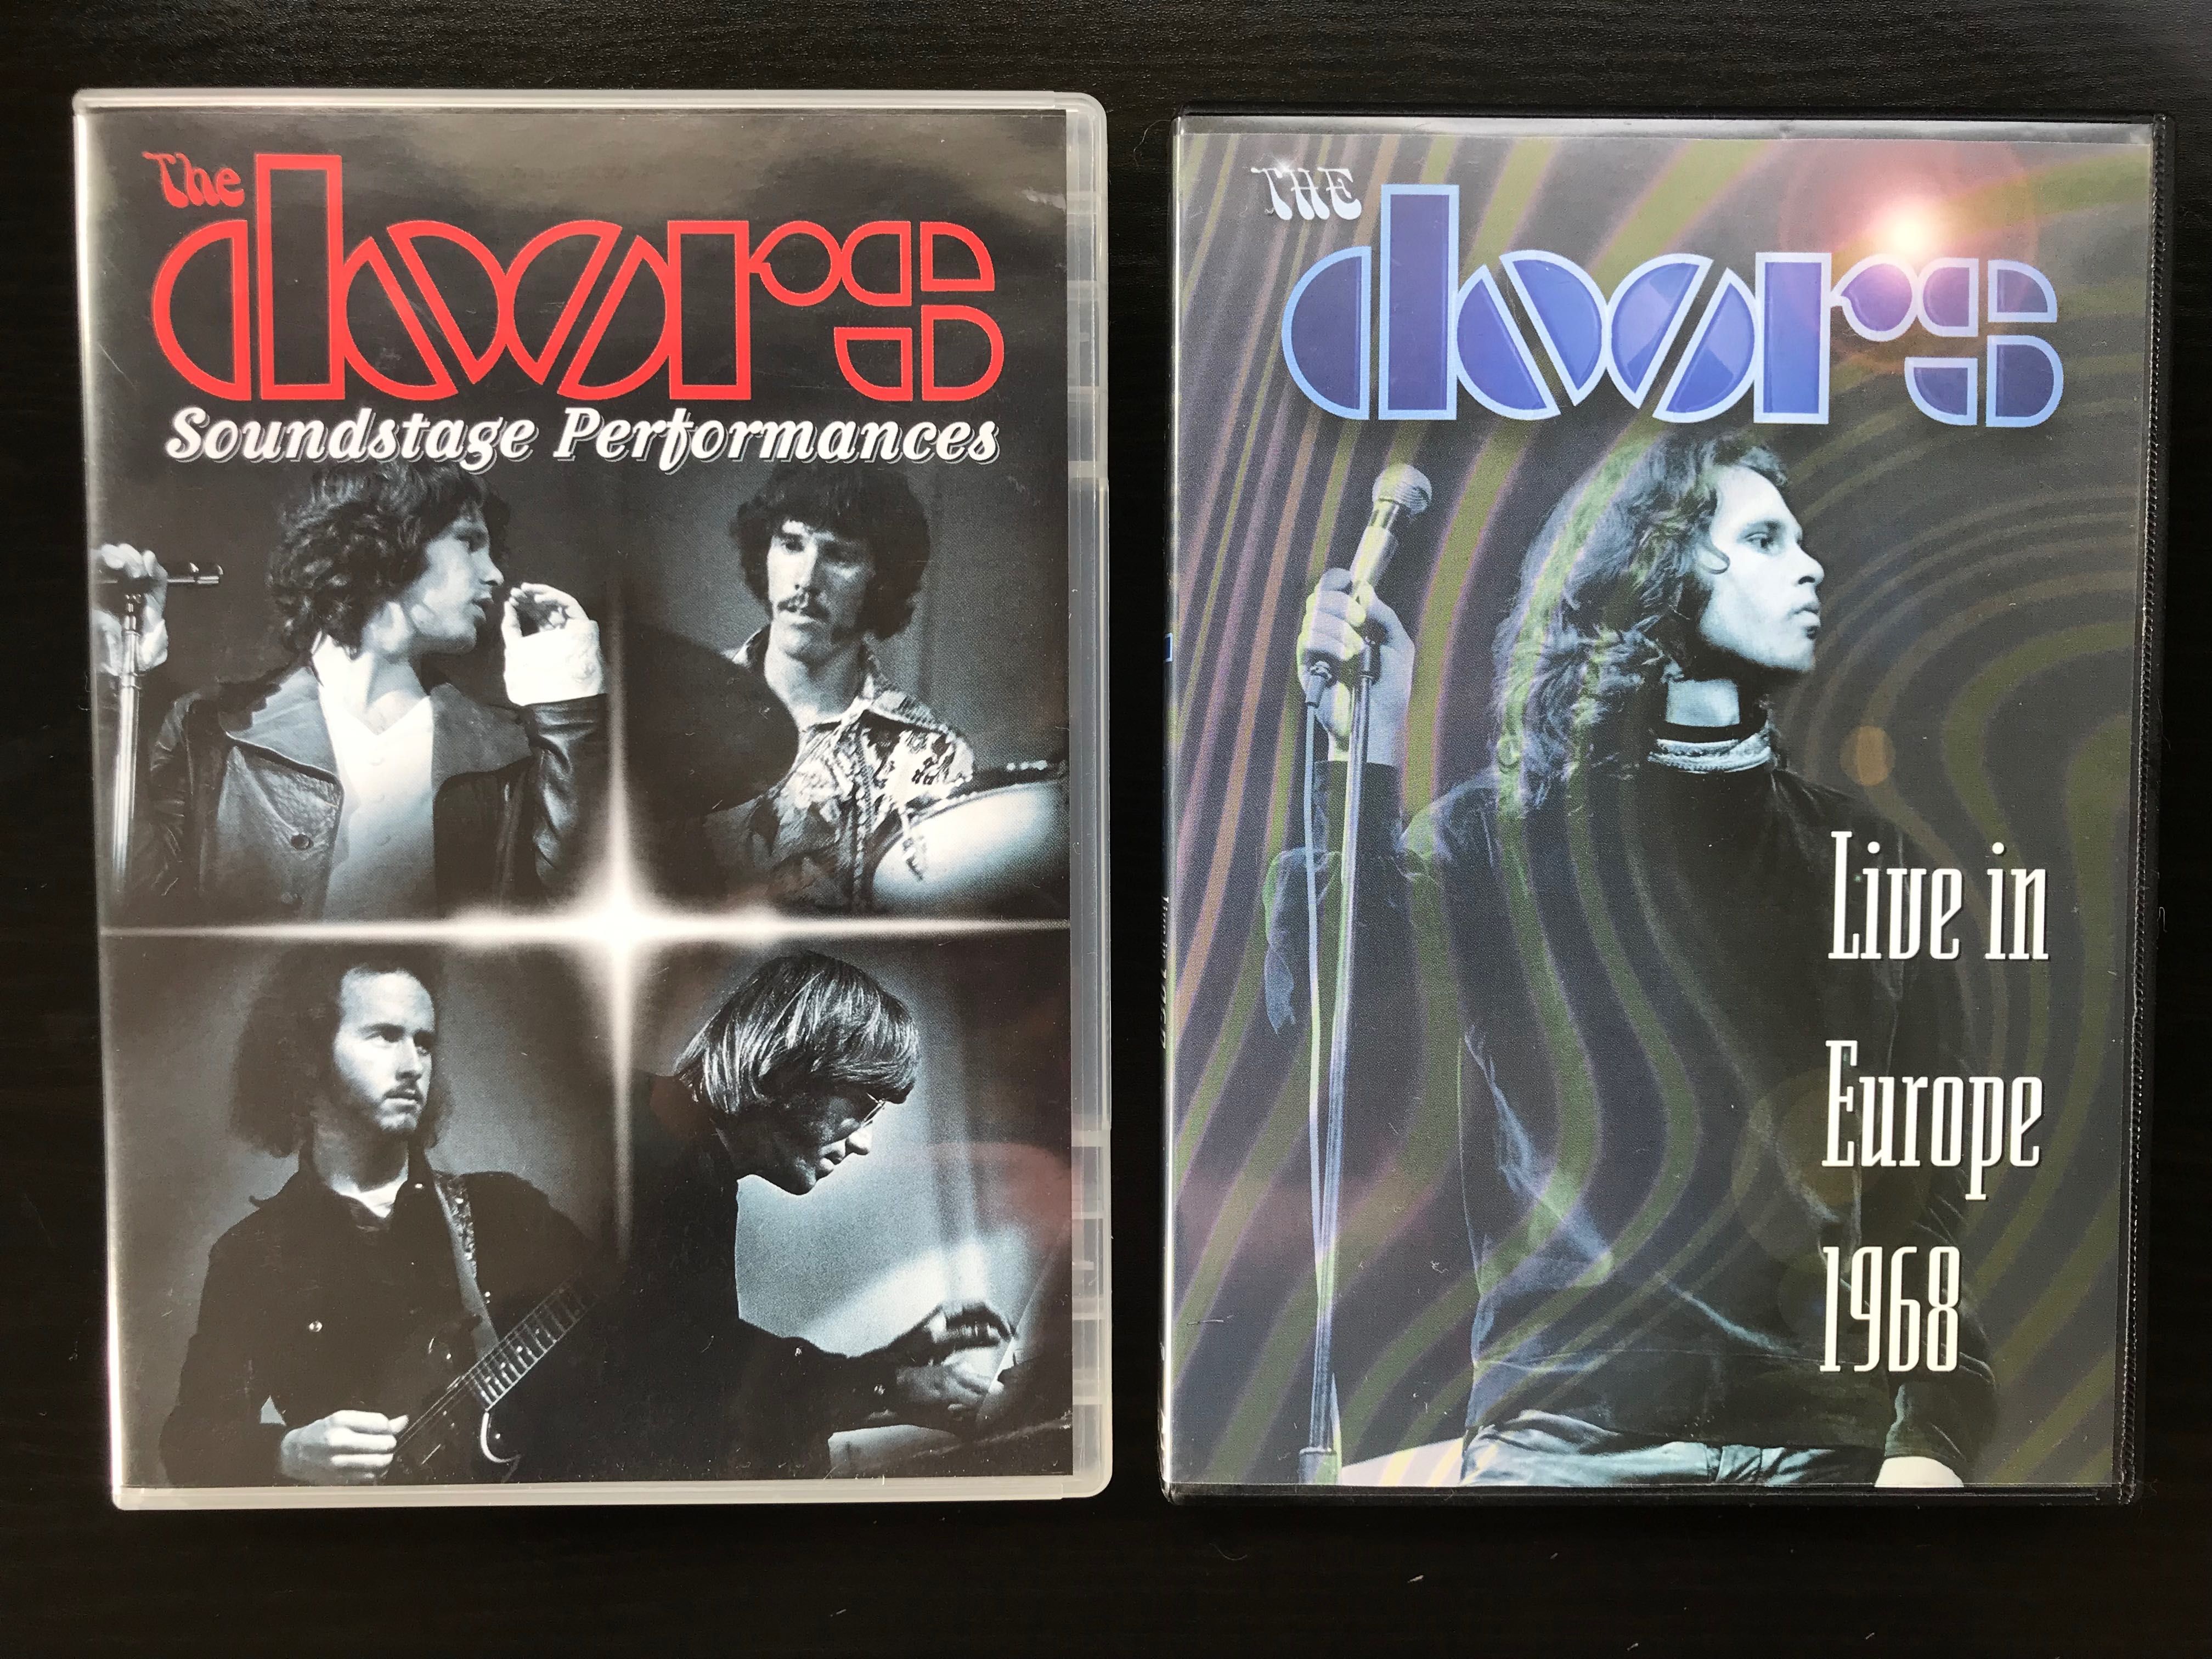 The
doors
Soundstage Performances
THE
doors
Live in
Europe
1968